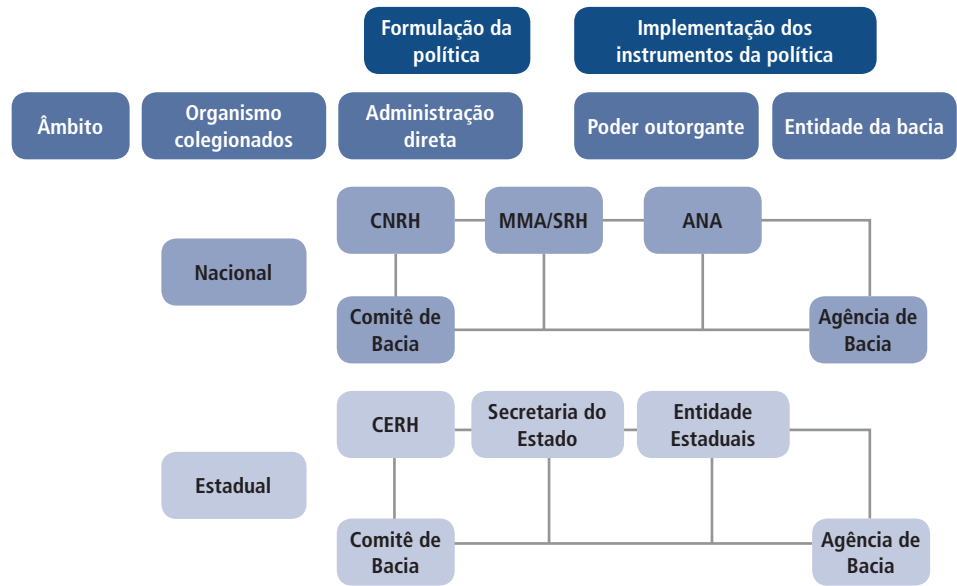 Formulação da
política
Implementação dos
instrumentos da política
Âmbito
Organismo
colegionados
Administração
direta
Poder outorgante
Entidade da bacia
CNRH
MMA/SRH
ANA
Nacional
Comitê de
Bacia
Agência de
Bacia
CERH
Secretaria do
Estado
Entidade
Estaduais
Estadual
Comitê de
Bacia
Agência de
Bacia